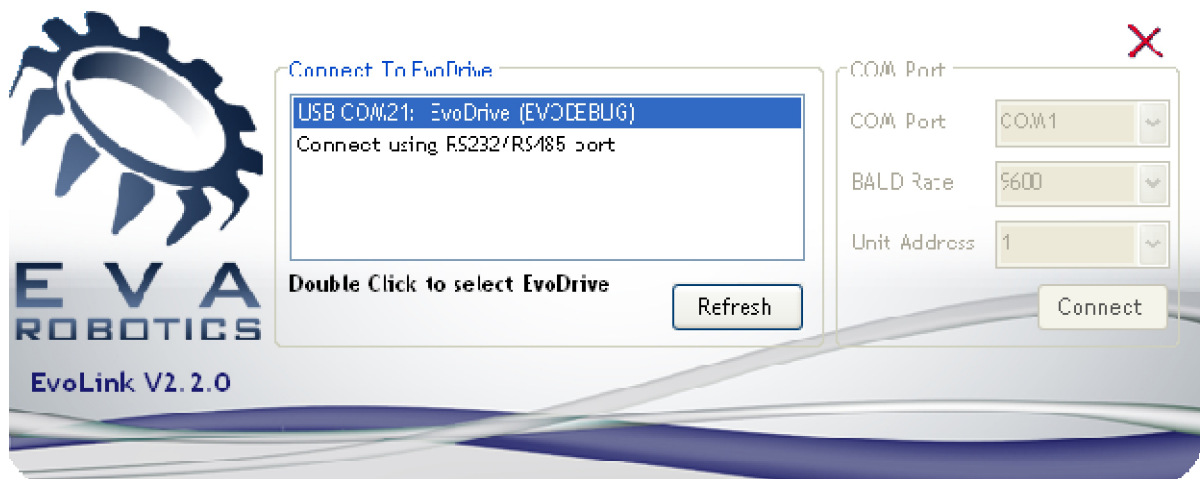 Connect To EvoDrive
USB COM21: EvoDrive (EVODEBUG)
Connect using RS232/RS485 port
Double Click to select EvoDrive
Refresh
COM Port
COM Port
COM1
BAUD Rate
9600
Unit Address
1
Connect
EVA
ROBOTICS
EvoLink V2.2.0